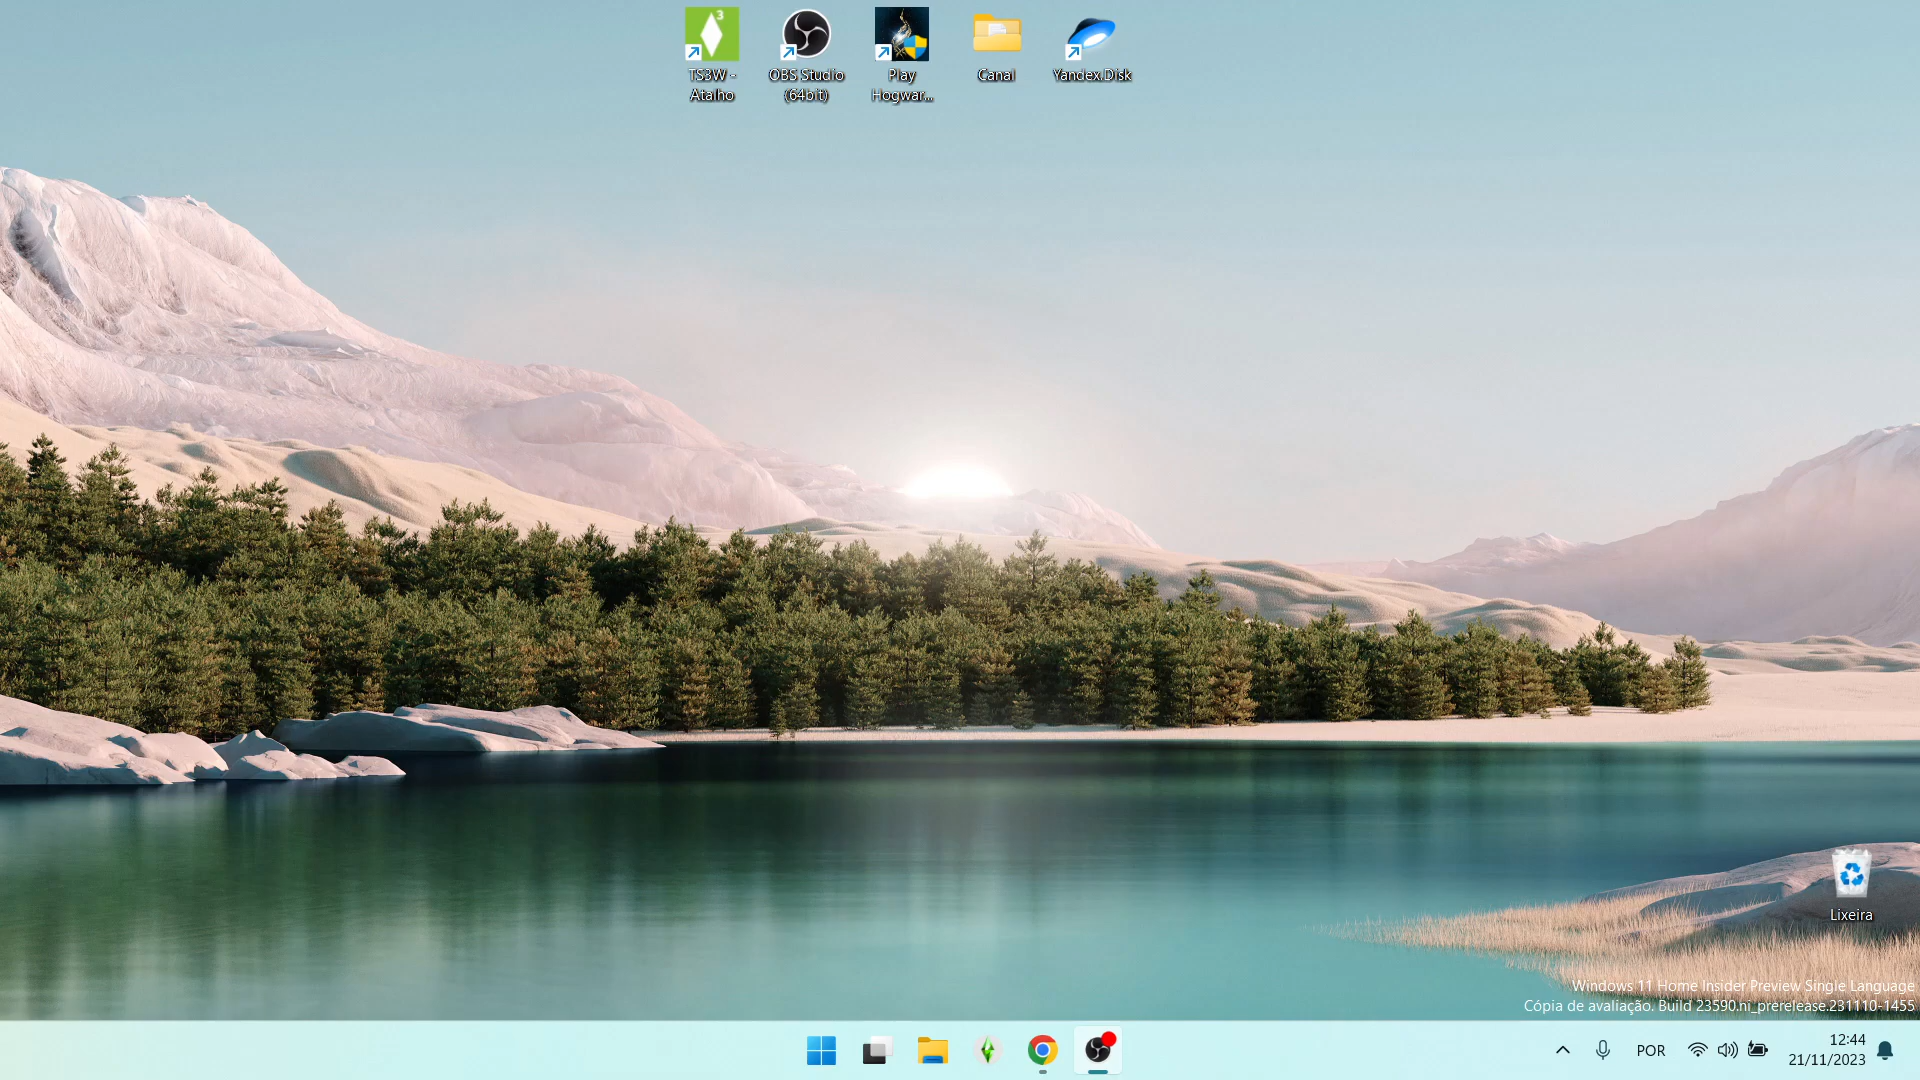 3
TS3W -
Atalho
OBS Studio
(64bit)
Play
Hogwar...
Canal
Yandex.Disk
Lixeira
Windows 11 Home Insider Preview Single Language
Cópia de avaliação. Build 23590.ni_prerelease.231110-1455
POR
12:44
21/11/2023